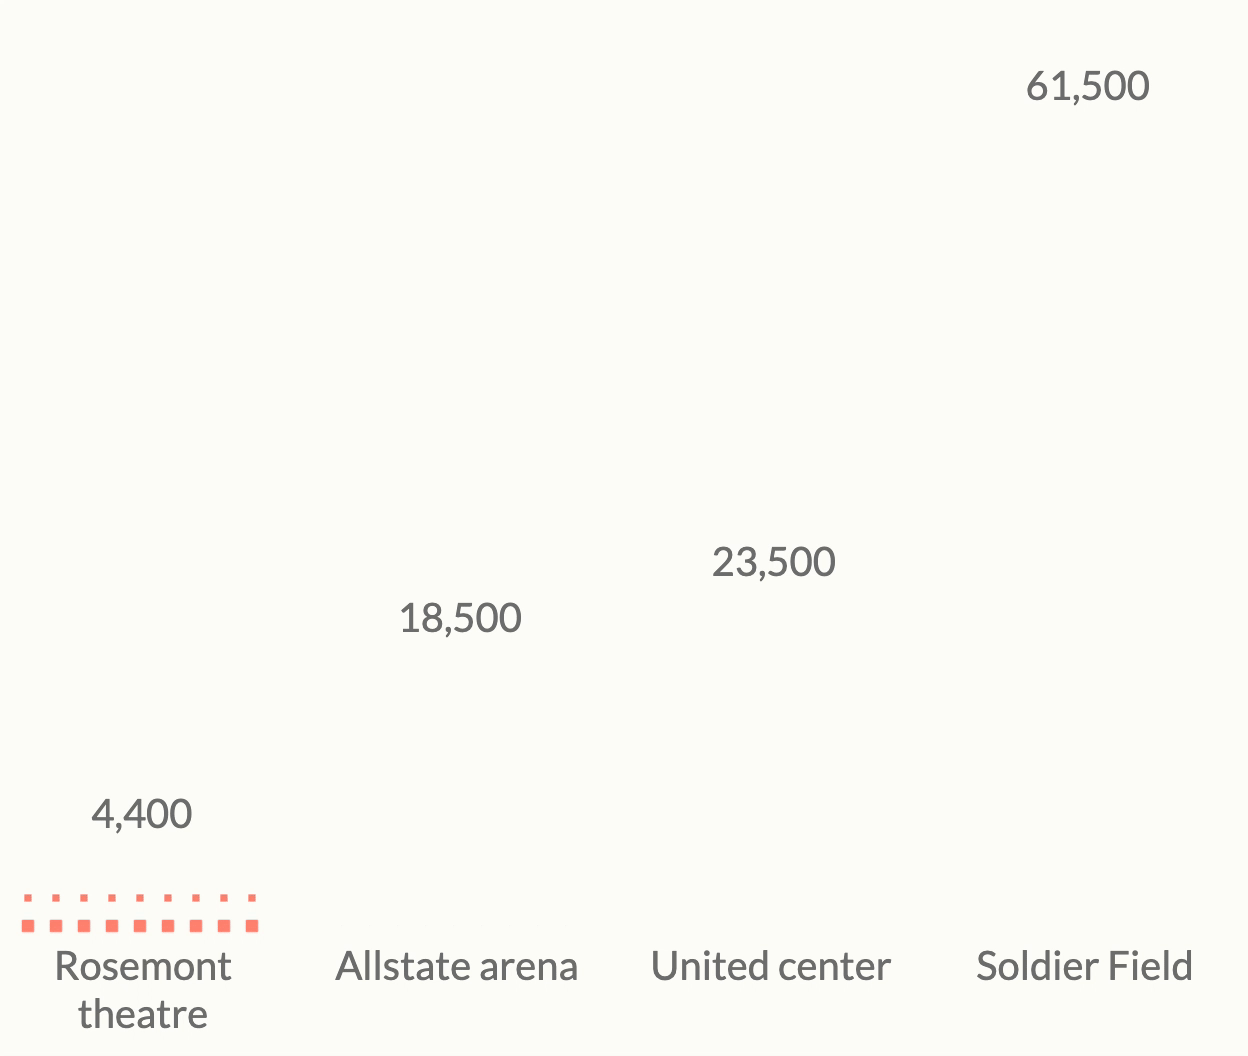 61,500
23,500
18,500
4,400
Rosemont
theatre
Allstate arena
United center
Soldier Field